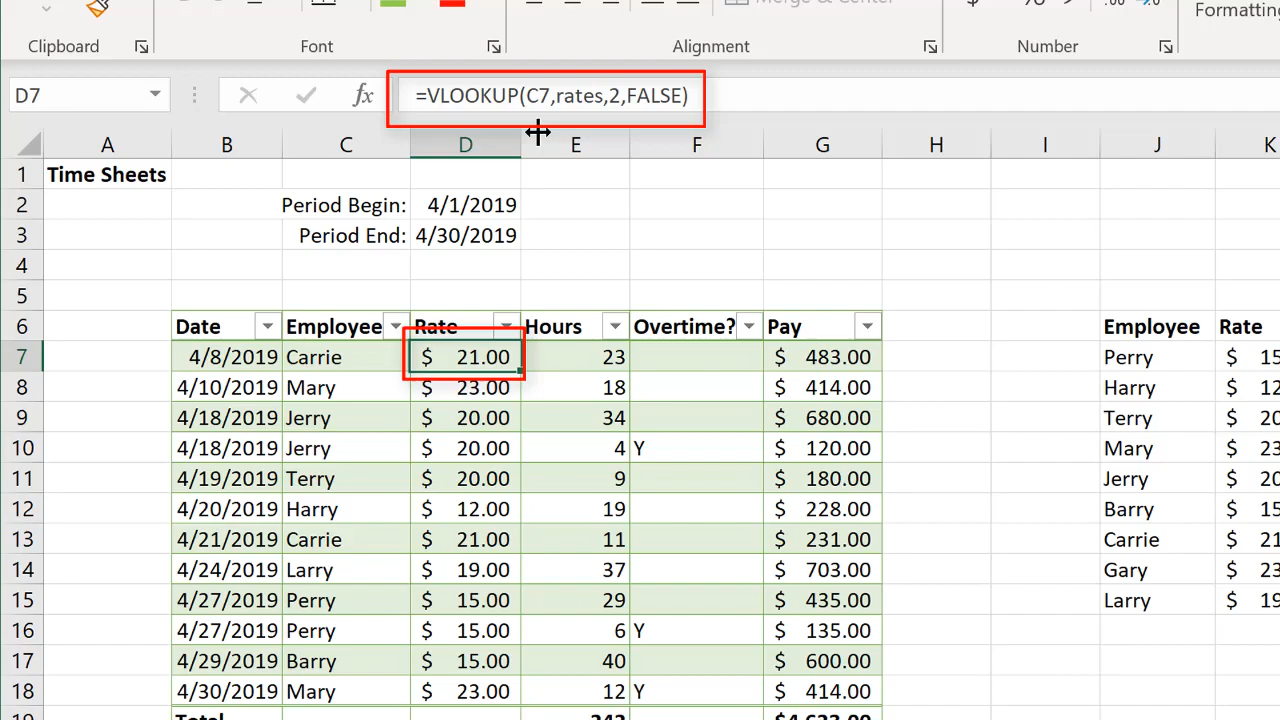 Merge & Center
Formatting
Clipboard Font Alignment Number
D7 fx =VLOOKUP(C7,rates,2,FALSE)
A B C D E F G H I J K
1 Time Sheets
2 Period Begin: 4/1/2019
3 Period End: 4/30/2019
4
5
6 Date Employee Rate Hours Overtime? Pay Employee Rate
7 4/8/2019 Carrie $ 21.00 23 $ 483.00 Perry $ 15
8 4/10/2019 Mary $ 23.00 18 $ 414.00 Harry $ 12
9 4/18/2019 Jerry $ 20.00 34 $ 680.00 Terry $ 20
10 4/18/2019 Jerry $ 20.00 4 Y $ 120.00 Mary $ 23
11 4/19/2019 Terry $ 20.00 9 $ 180.00 Jerry $ 20
12 4/20/2019 Harry $ 12.00 19 $ 228.00 Barry $ 15
13 4/21/2019 Carrie $ 21.00 11 $ 231.00 Carrie $ 21
14 4/24/2019 Larry $ 19.00 37 $ 703.00 Gary $ 23
15 4/27/2019 Perry $ 15.00 29 $ 435.00 Larry $ 19
16 4/27/2019 Perry $ 15.00 6 Y $ 135.00
17 4/29/2019 Barry $ 15.00 40 $ 600.00
18 4/30/2019 Mary $ 23.00 12 Y $ 414.00
19 Total 242 $4,623.00